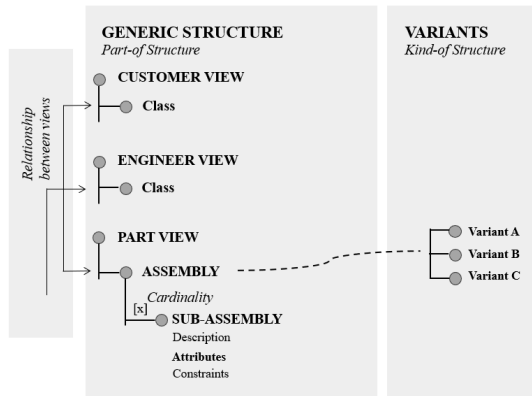 GENERIC STRUCTURE
Part-of Structure
VARIANTS
Kind-of Structure
Relationship
between views
CUSTOMER VIEW
Class
ENGINEER VIEW
Class
PART VIEW
ASSEMBLY
Cardinality
[x]
SUB-ASSEMBLY
Description
Attributes
Constraints
Variant A
Variant B
Variant C